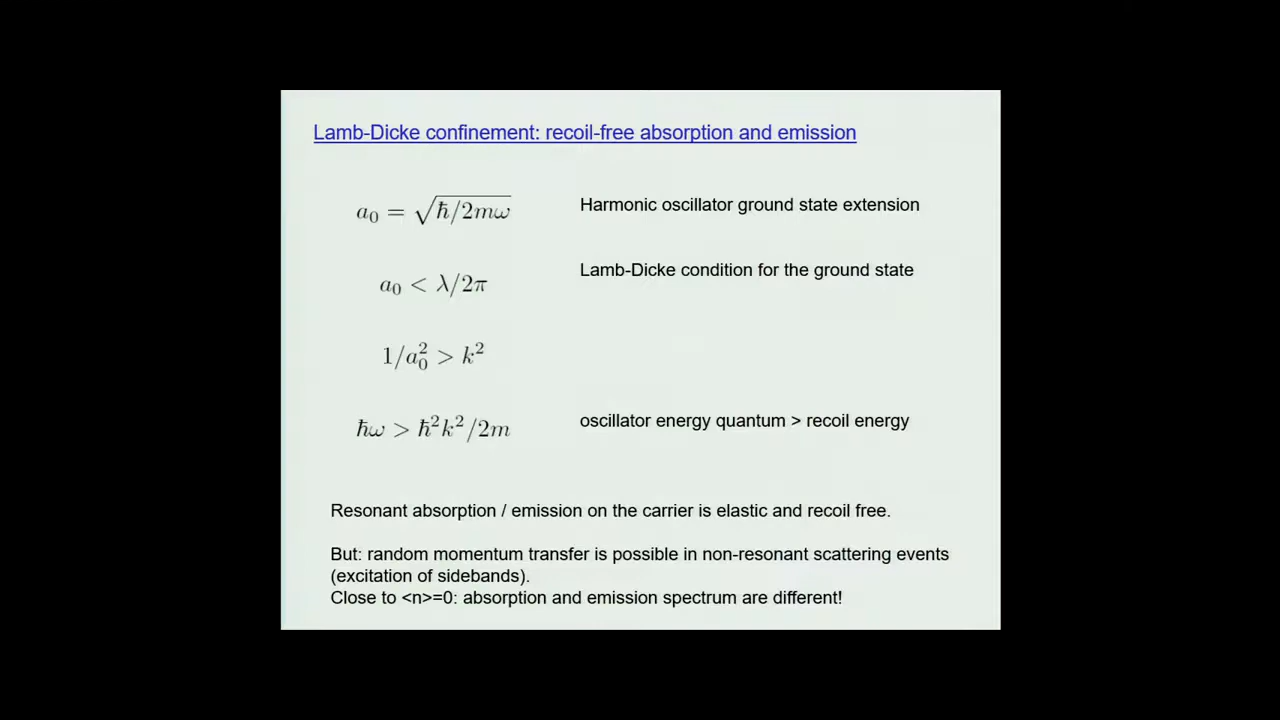 Lamb-Dicke confinement: recoil-free absorption and emission
a₀ = √ħ/2mω
Harmonic oscillator ground state extension
a₀ < λ/2π
Lamb-Dicke condition for the ground state
1/a₀² > k²
ħω > ħ²k²/2m
oscillator energy quantum > recoil energy
Resonant absorption / emission on the carrier is elastic and recoil free.
But: random momentum transfer is possible in non-resonant scattering events
(excitation of sidebands).
Close to <n>=0: absorption and emission spectrum are different!